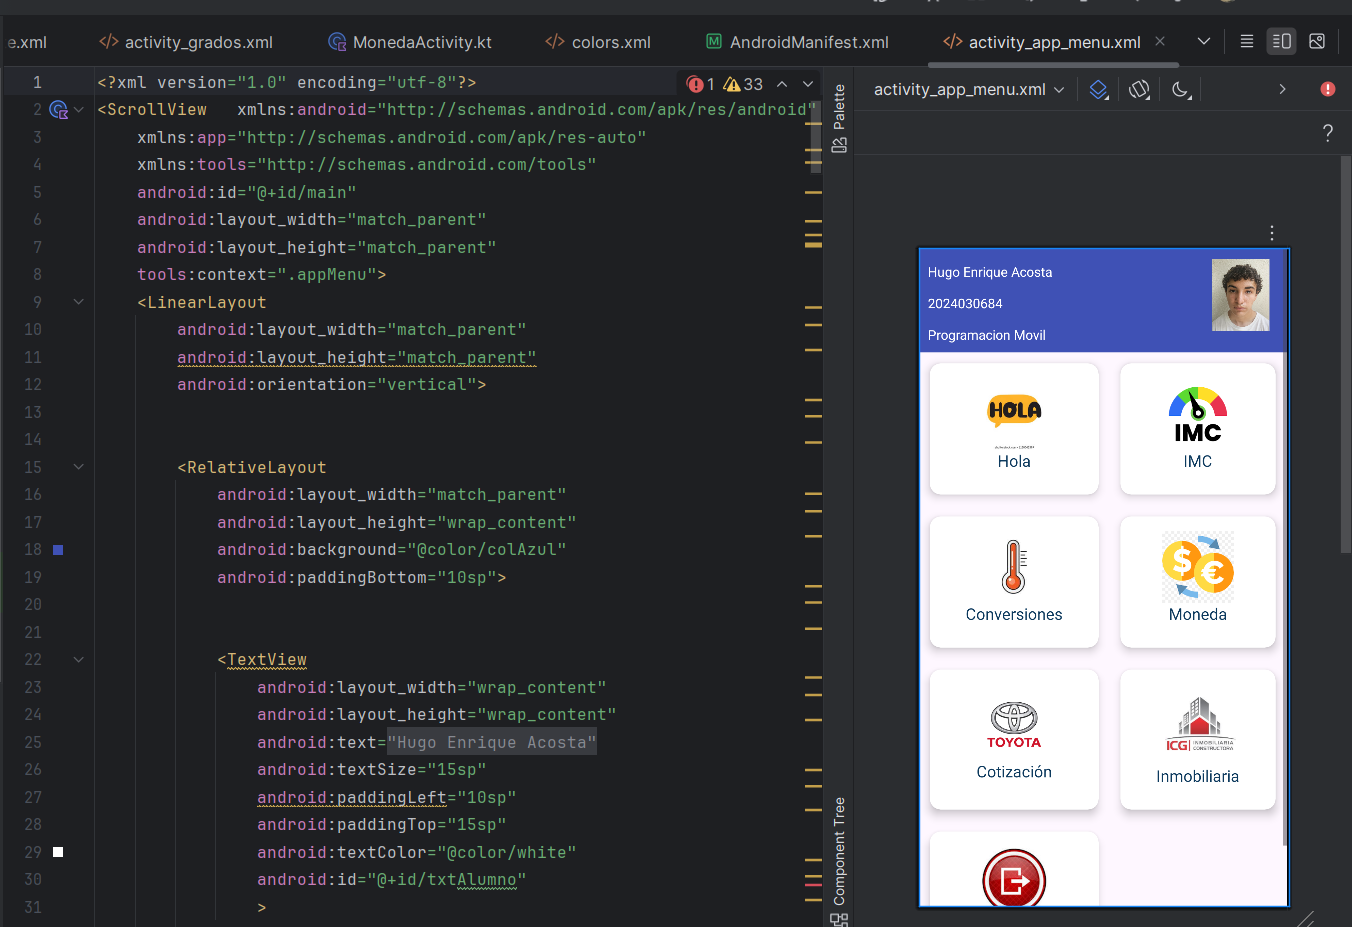 e.xml
activity_grados.xml
MonedaActivity.kt
colors.xml
AndroidManifest.xml
activity_app_menu.xml
1 <?xml version="1.0" encoding="utf-8"?>
1 33
2 <ScrollView xmlns:android="http://schemas.android.com/apk/res/android"
3 xmlns:app="http://schemas.android.com/apk/res-auto"
4 xmlns:tools="http://schemas.android.com/tools"
5 android:id="@+id/main"
6 android:layout_width="match_parent"
7 android:layout_height="match_parent"
8 tools:context=".appMenu">
9 <LinearLayout
10 android:layout_width="match_parent"
11 android:layout_height="match_parent"
12 android:orientation="vertical">
13
14
15 <RelativeLayout
16 android:layout_width="match_parent"
17 android:layout_height="wrap_content"
18 android:background="@color/colAzul"
19 android:paddingBottom="10sp">
20
21
22 <TextView
23 android:layout_width="wrap_content"
24 android:layout_height="wrap_content"
25 android:text="Hugo Enrique Acosta"
26 android:textSize="15sp"
27 android:paddingLeft="10sp"
28 android:paddingTop="15sp"
29 android:textColor="@color/white"
30 android:id="@+id/txtAlumno"
31 >
Palette
Component Tree
activity_app_menu.xml
?
Hugo Enrique Acosta
2024030684
Programacion Movil
HOLA
Hola
IMC
IMC
Conversiones
$ €
Moneda
TOYOTA
Cotización
ICG INMOBILIARIA
CONSTRUCTORA
Inmobiliaria